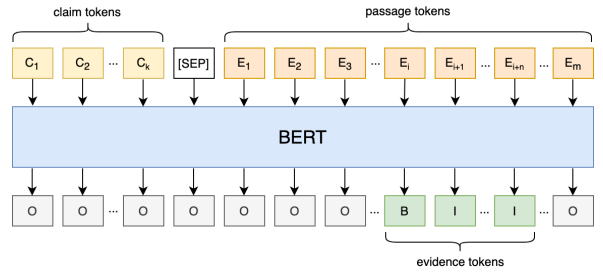 claim tokens passage tokens
C1 C2 ... Ck [SEP] E1 E2 E3 ... Ei Ei+1 ... Ei+n ... Em
BERT
O O ... O O O O O ... B I ... I ... O
evidence tokens